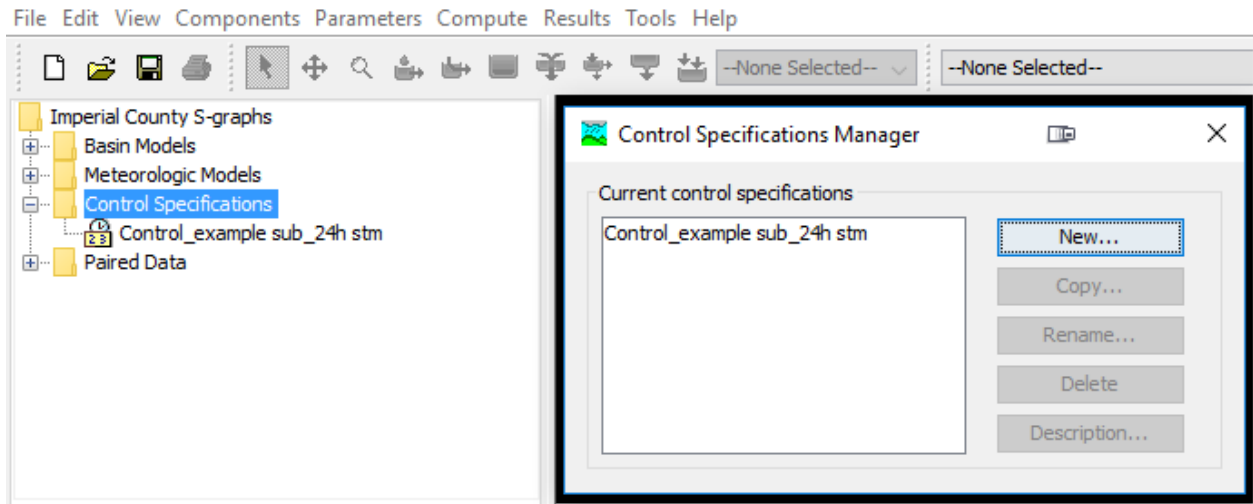 File Edit View Components Parameters Compute Results Tools Help
--None Selected-- --None Selected--
Imperial County S-graphs
Basin Models
Meteorologic Models
Control Specifications
Control_example sub_24h stm
Paired Data
Control Specifications Manager
Current control specifications
Control_example sub_24h stm
New...
Copy...
Rename...
Delete
Description...